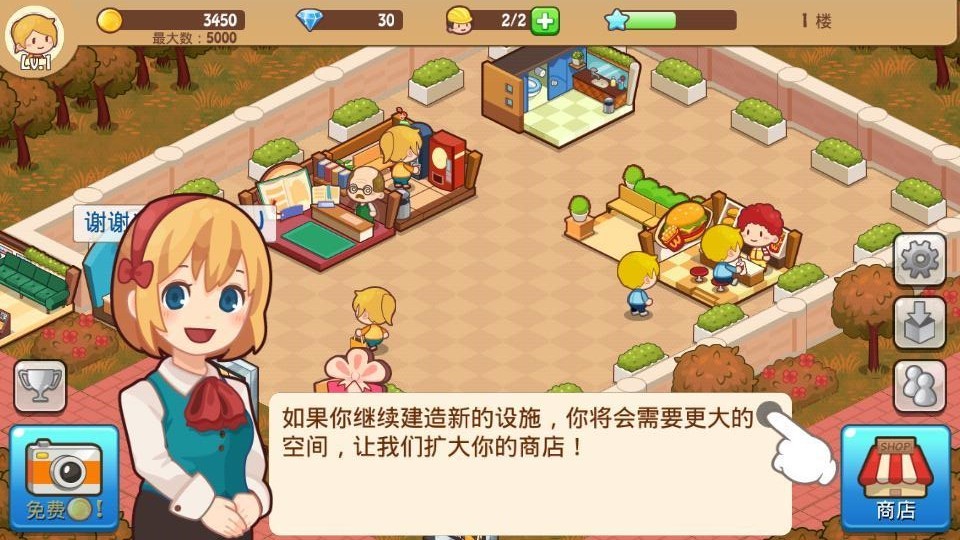 3450
30
2/2
1 楼
最大数：5000
Lv.1
谢谢
如果你继续建造新的设施，你将会需要更大的
空间，让我们扩大你的商店！
免费 !
SHOP
商店